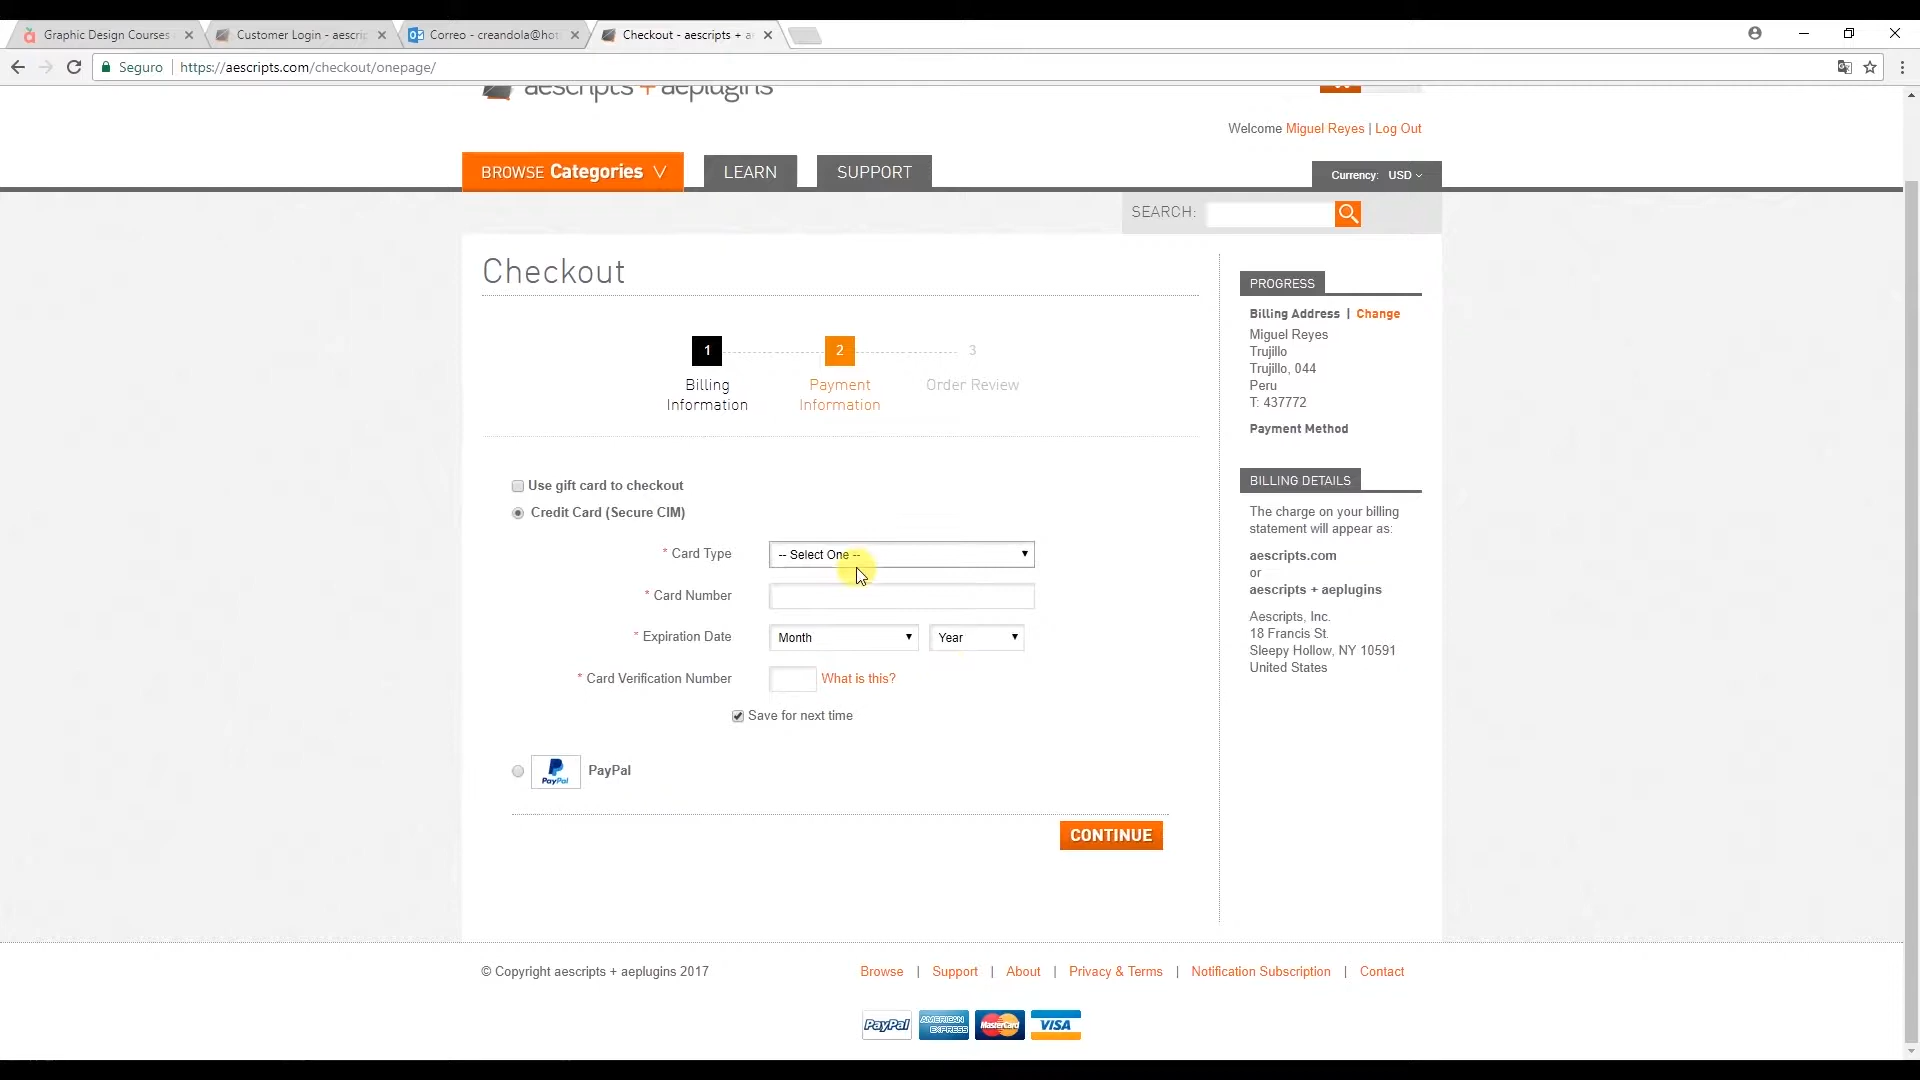 Graphic Design Courses
Customer Login - aescrip
Correo - creandola@hot
Checkout - aescripts + a
Seguro
https://aescripts.com/checkout/onepage/
aescripts + aeplugins
Welcome Miguel Reyes | Log Out
BROWSE Categories
LEARN
SUPPORT
Currency: USD
SEARCH:
Checkout
1
2
3
Billing
Information
Payment
Information
Order Review
Use gift card to checkout
Credit Card (Secure CIM)
* Card Type
-- Select One --
* Card Number
* Expiration Date
Month
Year
* Card Verification Number
What is this?
Save for next time
PayPal
PayPal
CONTINUE
PROGRESS
Billing Address | Change
Miguel Reyes
Trujillo
Trujillo, 044
Peru
T: 437772
Payment Method
BILLING DETAILS
The charge on your billing
statement will appear as:
aescripts.com
or
aescripts + aeplugins
Aescripts, Inc.
18 Francis St.
Sleepy Hollow, NY 10591
United States
© Copyright aescripts + aeplugins 2017
Browse | Support | About | Privacy & Terms | Notification Subscription | Contact
PayPal
AMERICAN
EXPRESS
MasterCard
VISA